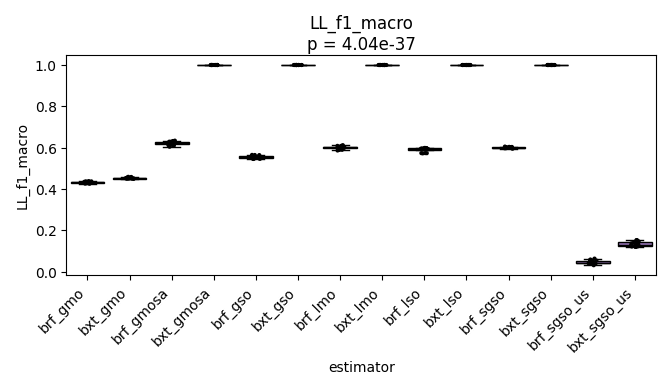 LL_f1_macro
p = 4.04e-37
LL_f1_macro
1.0
0.8
0.6
0.4
0.2
0.0
brf_gmo
bxt_gmo
brf_gmosa
bxt_gmosa
brf_gso
bxt_gso
brf_lmo
bxt_lmo
brf_lso
bxt_lso
brf_sgso
bxt_sgso
brf_sgso_us
bxt_sgso_us
estimator